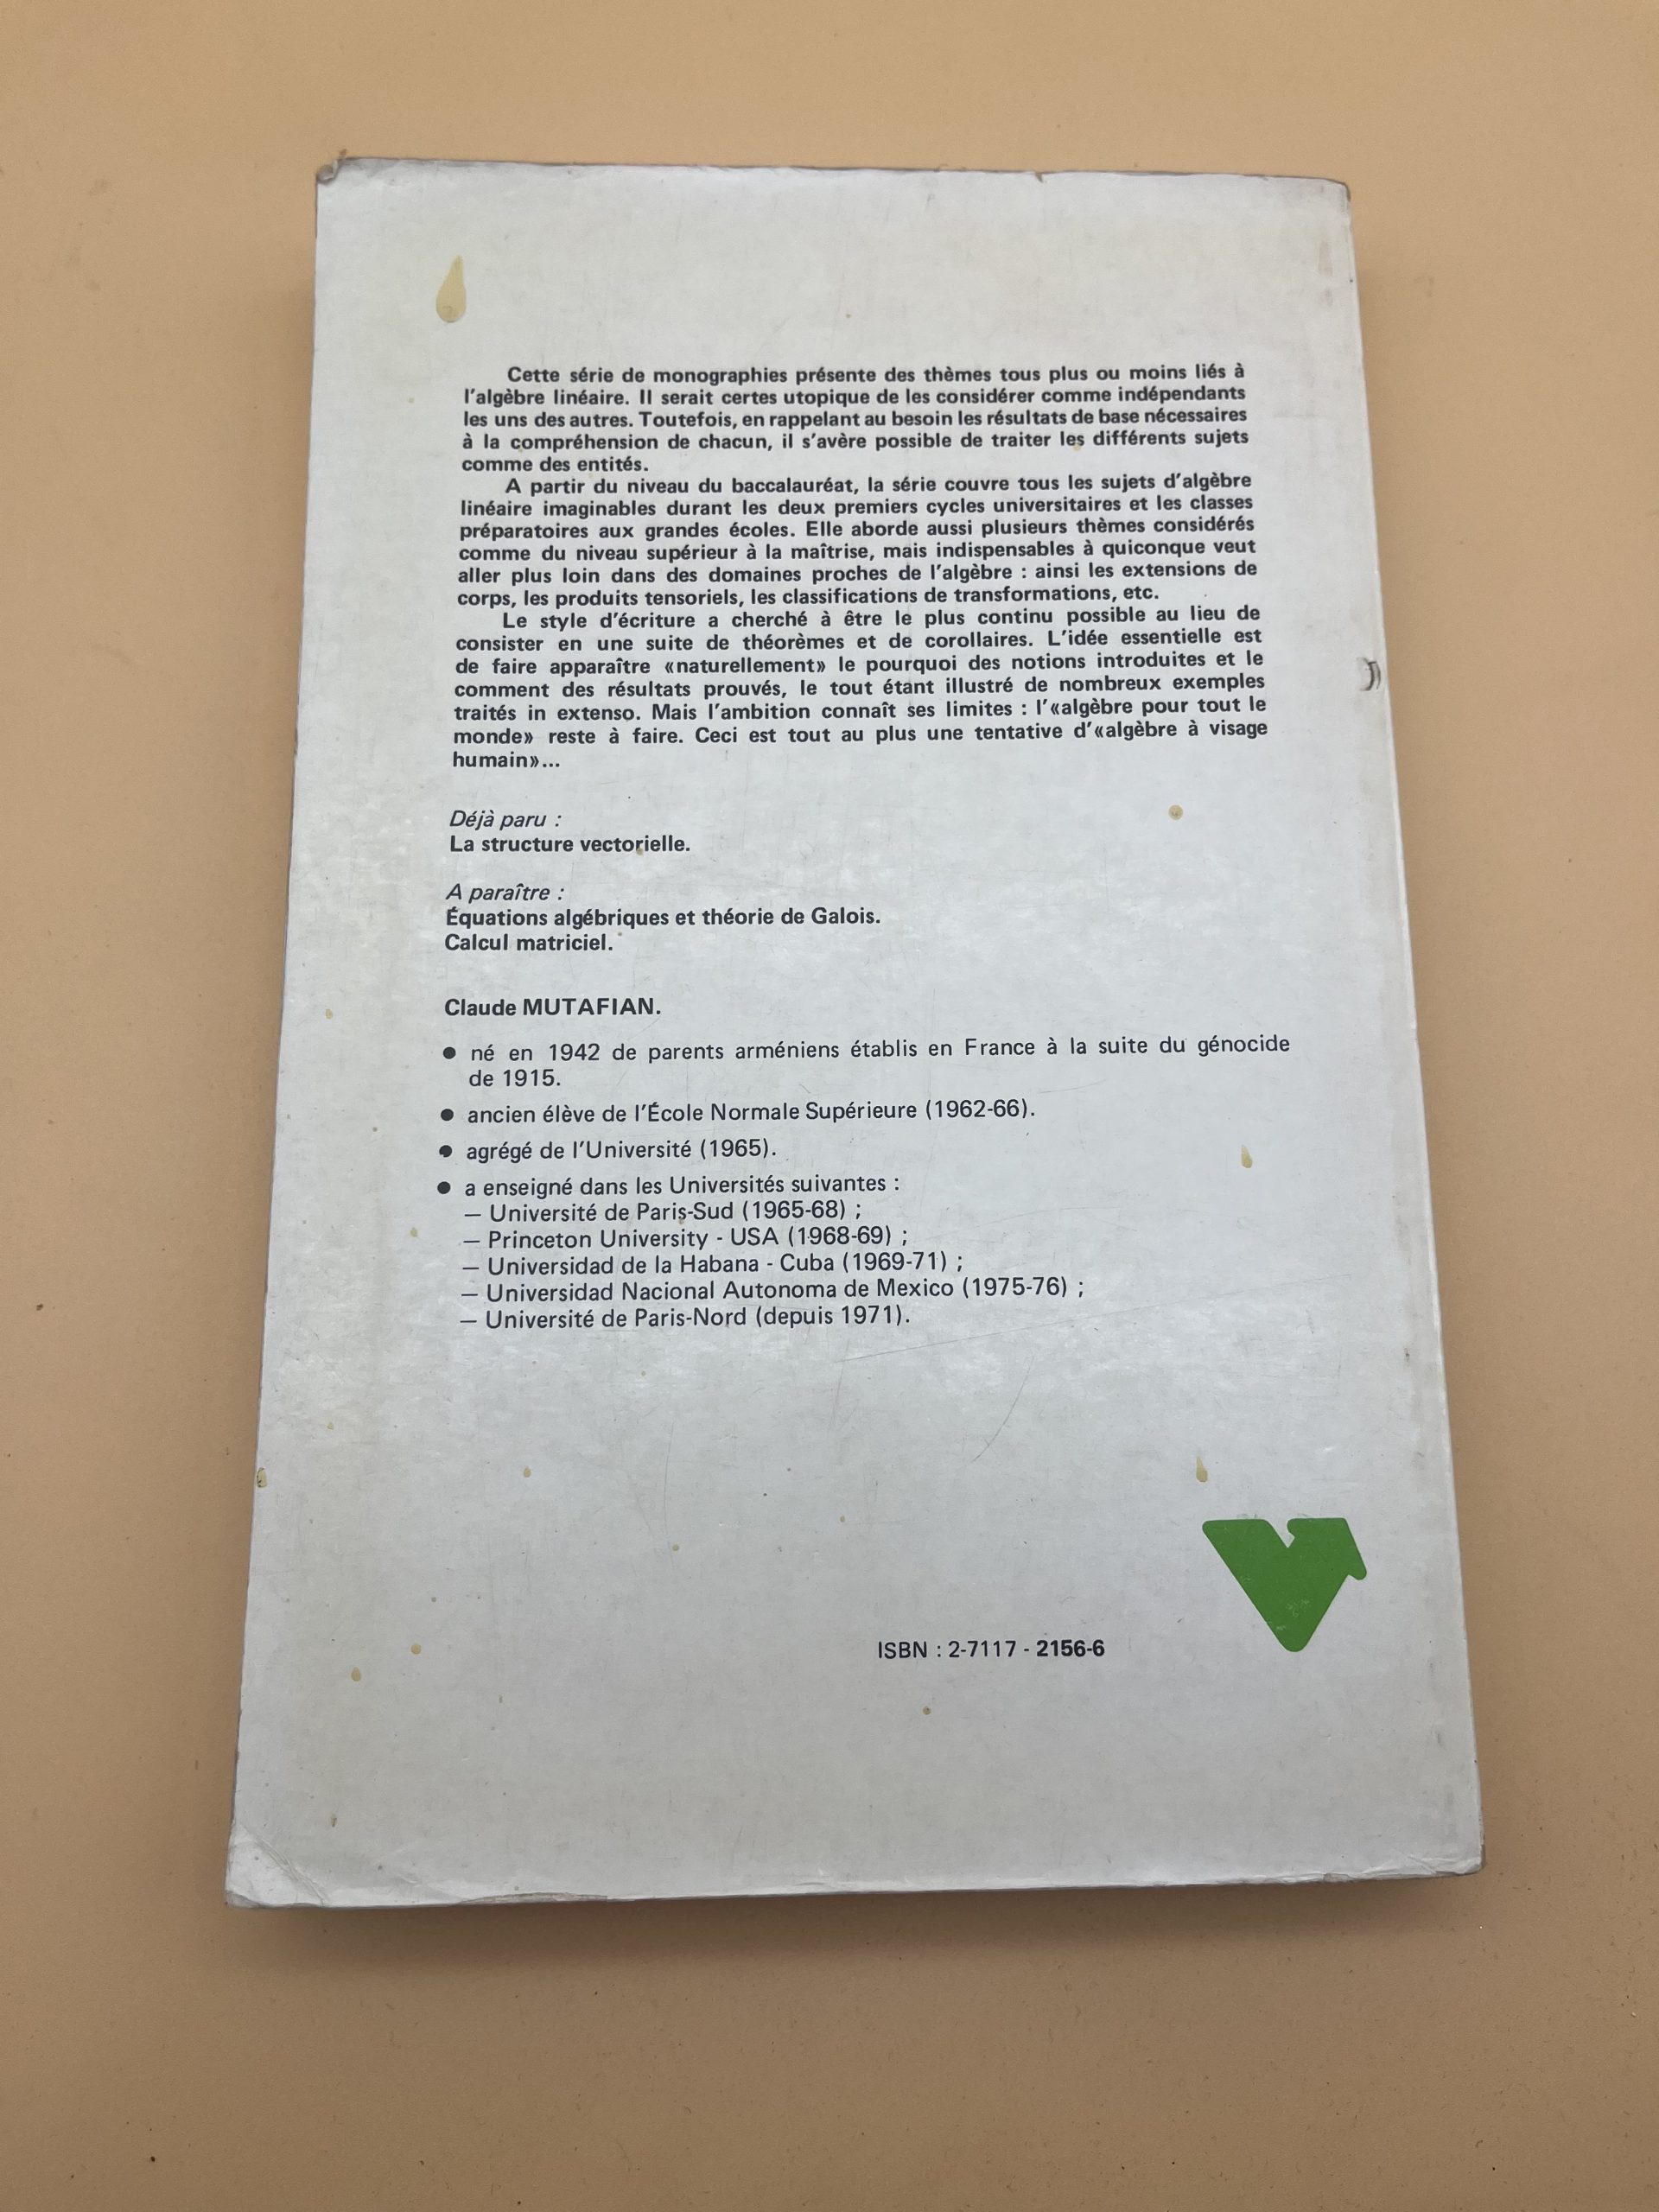 Cette série de monographies présente des thèmes tous plus ou moins liés à
l'algèbre linéaire. Il serait certes utopique de les considérer comme indépendants
les uns des autres. Toutefois, en rappelant au besoin les résultats de base nécessaires
à la compréhension de chacun, il s'avère possible de traiter les différents sujets
comme des entités.
A partir du niveau du baccalauréat, la série couvre tous les sujets d'algèbre
linéaire imaginables durant les deux premiers cycles universitaires et les classes
préparatoires aux grandes écoles. Elle aborde aussi plusieurs thèmes considérés
comme du niveau supérieur à la maîtrise, mais indispensables à quiconque veut
aller plus loin dans des domaines proches de l'algèbre : ainsi les extensions de
corps, les produits tensoriels, les classifications de transformations, etc.
Le style d'écriture a cherché à être le plus continu possible au lieu de
consister en une suite de théorèmes et de corollaires. L'idée essentielle est
de faire apparaître «naturellement» le pourquoi des notions introduites et le
comment des résultats prouvés, le tout étant illustré de nombreux exemples
traités in extenso. Mais l'ambition connaît ses limites : l'«algèbre pour tout le
monde» reste à faire. Ceci est tout au plus une tentative d'«algèbre à visage
humain»...
Déjà paru :
La structure vectorielle.
A paraître :
Équations algébriques et théorie de Galois.
Calcul matriciel.
Claude MUTAFIAN.
● né en 1942 de parents arméniens établis en France à la suite du génocide
de 1915.
● ancien élève de l'École Normale Supérieure (1962-66).
● agrégé de l'Université (1965).
● a enseigné dans les Universités suivantes :
— Université de Paris-Sud (1965-68) ;
— Princeton University - USA (1968-69) ;
— Universidad de la Habana - Cuba (1969-71) ;
— Universidad Nacional Autonoma de Mexico (1975-76) ;
— Université de Paris-Nord (depuis 1971).
ISBN : 2-7117 - 2156-6